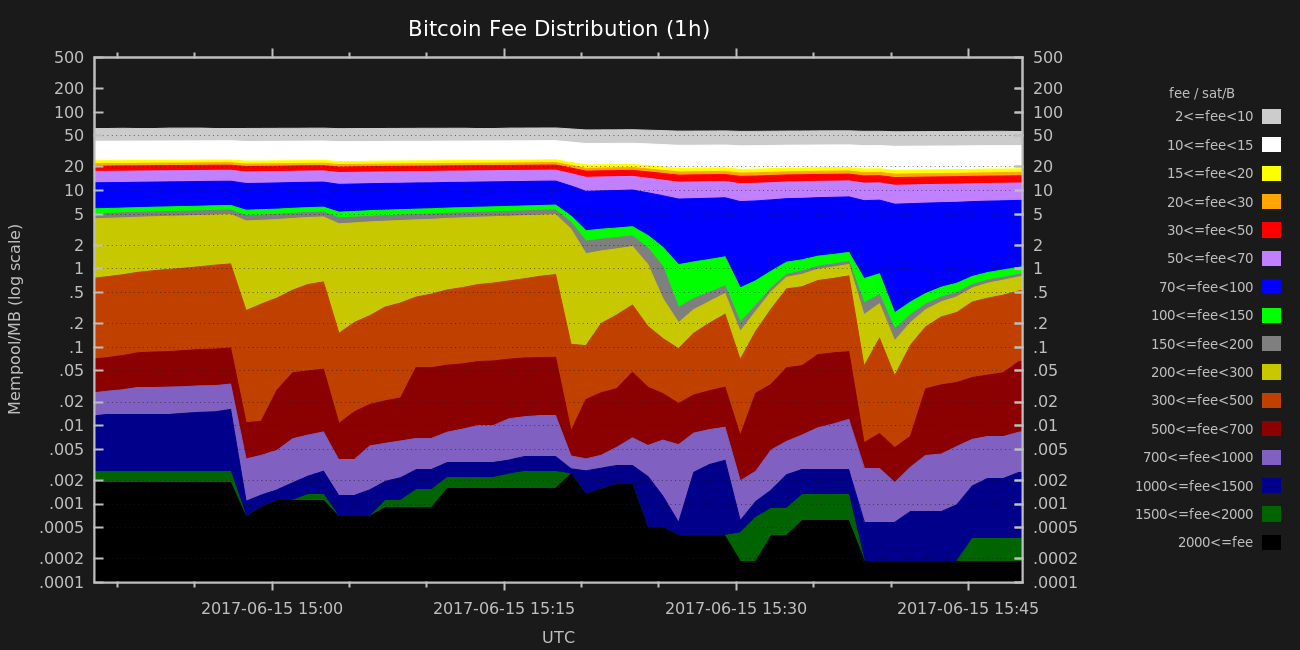 Bitcoin Fee Distribution (1h)
Mempool/MB (log scale)
500
200
100
50
20
10
5
2
1
.5
.2
.1
.05
.02
.01
.005
.002
.001
.0005
.0002
.0001
500
200
100
50
20
10
5
2
1
.5
.2
.1
.05
.02
.01
.005
.002
.001
.0005
.0002
.0001
fee / sat/B
2<=fee<10
10<=fee<15
15<=fee<20
20<=fee<30
30<=fee<50
50<=fee<70
70<=fee<100
100<=fee<150
150<=fee<200
200<=fee<300
300<=fee<500
500<=fee<700
700<=fee<1000
1000<=fee<1500
1500<=fee<2000
2000<=fee
2017-06-15 15:00
2017-06-15 15:15
2017-06-15 15:30
2017-06-15 15:45
UTC